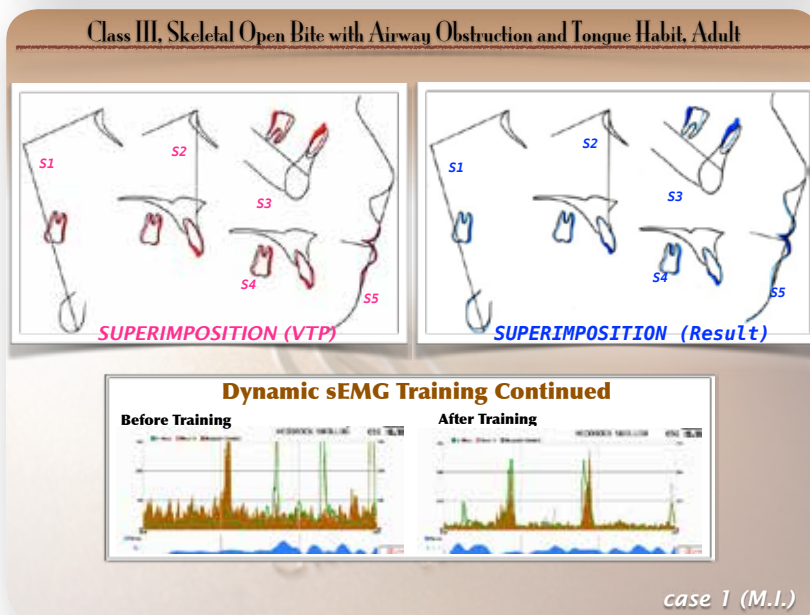 Class III, Skeletal Open Bite with Airway Obstruction and Tongue Habit, Adult
S1
S2
S3
S4
S5
SUPERIMPOSITION (VTP)
S1
S2
S3
S4
S5
SUPERIMPOSITION (Result)
Dynamic sEMG Training Continued
Before Training
After Training
case 1 (M.I.)